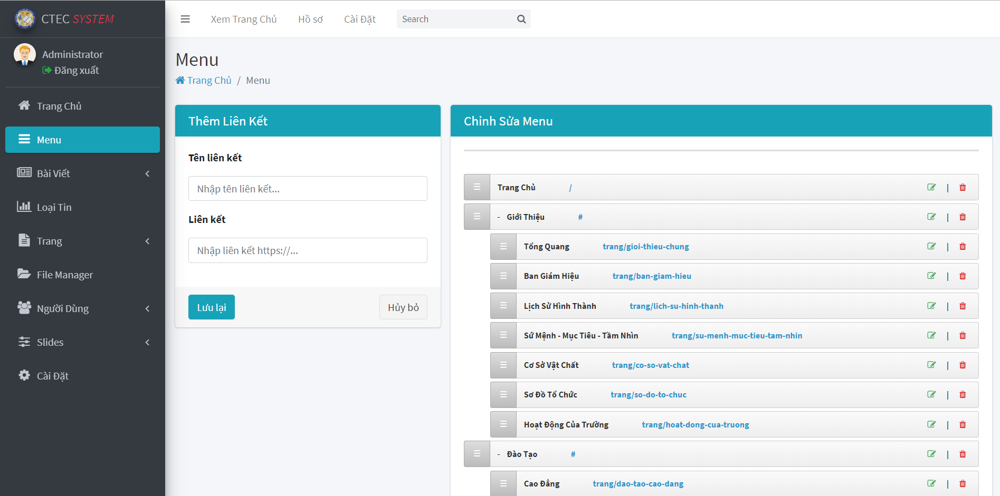 CTEC SYSTEM
Administrator
Đăng xuất
Trang Chủ
Menu
Bài Viết
Loại Tin
Trang
File Manager
Người Dùng
Slides
Cài Đặt
Xem Trang Chủ Hồ sơ Cài Đặt Search
Menu
Trang Chủ / Menu
Thêm Liên Kết
Tên liên kết
Nhập tên liên kết...
Liên kết
Nhập liên kết https://...
Lưu lại Hủy bỏ
Chỉnh Sửa Menu
Trang Chủ / |
- Giới Thiệu # |
Tổng Quang trang/gioi-thieu-chung |
Ban Giám Hiệu trang/ban-giam-hieu |
Lịch Sử Hình Thành trang/lich-su-hinh-thanh |
Sứ Mệnh - Mục Tiêu - Tầm Nhìn trang/su-menh-muc-tieu-tam-nhin |
Cơ Sở Vật Chất trang/co-so-vat-chat |
Sơ Đồ Tổ Chức trang/so-do-to-chuc |
Hoạt Động Của Trường trang/hoat-dong-cua-truong |
- Đào Tạo # |
Cao Đẳng trang/dao-tao-cao-dang |